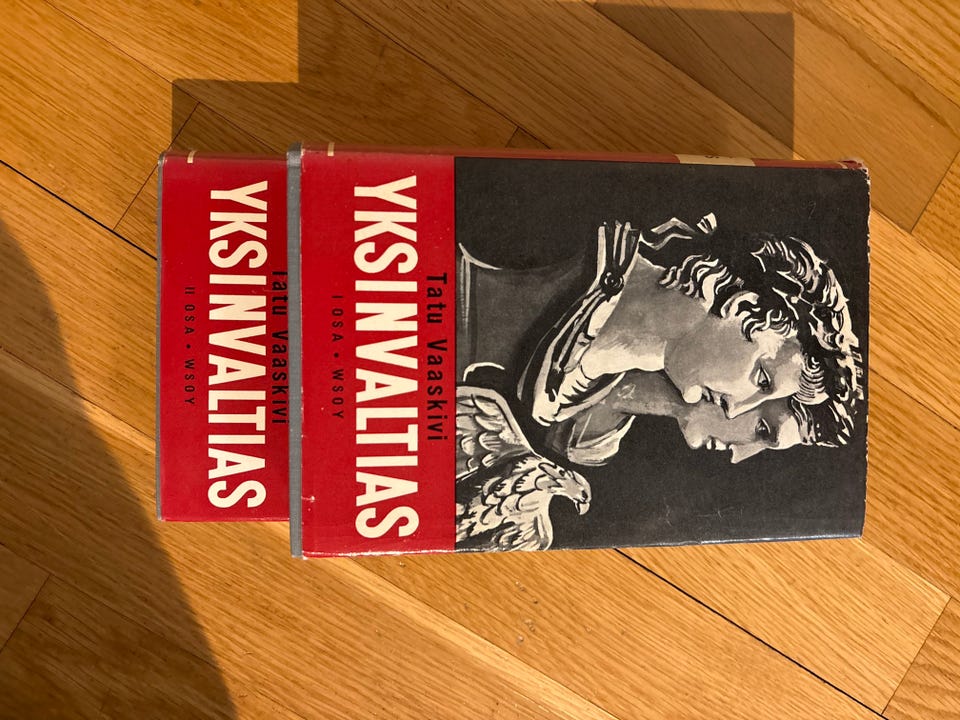 Tatu Vaaskivi
YKSINVALTIAS
I OSA • WSOY
Tatu Vaaskivi
YKSINVALTIAS
II OSA • WSOY